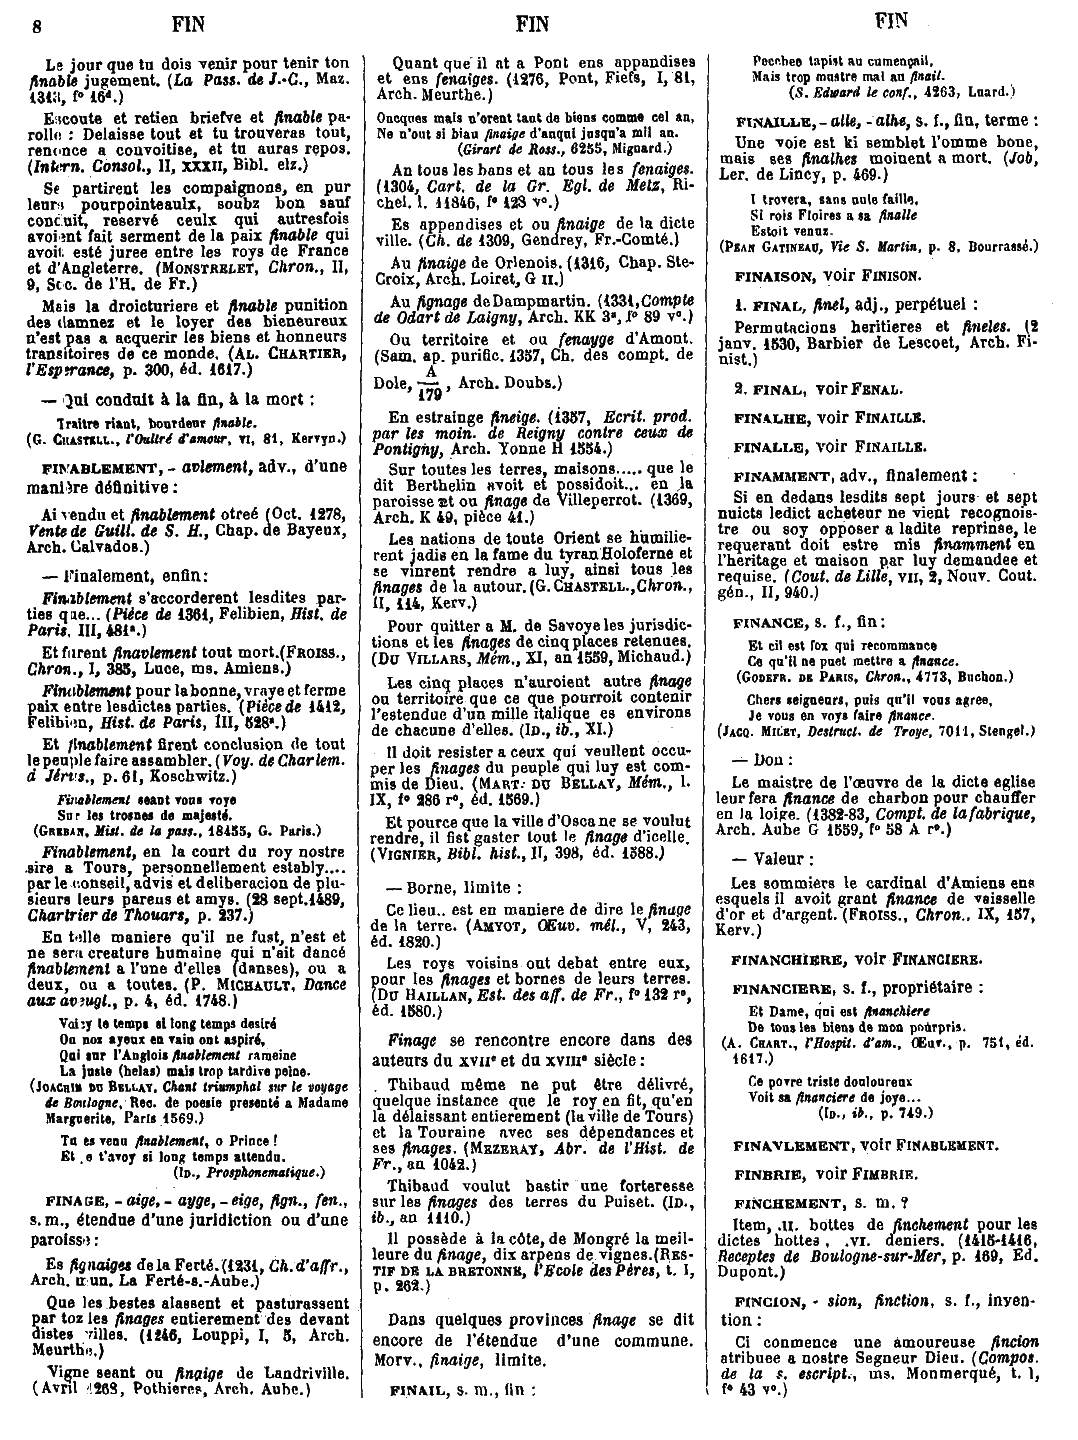 8 FIN FIN FIN
Le jour que tu dois venir pour tenir ton
finable jugement. (La Pass. de J.-C., Maz.
1313, f° 16ᵈ.)
Escoute et retien briefve et finable pa-
rolle : Delaisse tout et tu trouveras tout,
renonce a convoitise, et tu auras repos.
(Intern. Consol., II, XXXII, Bibl. elz.)
Se partirent les compaignons, en pur
leurs pourpointeaulx, soubz bon sauf
conduit, reservé ceulx qui autresfois
avoient fait serment de la paix finable qui
avoit esté juree entre les roys de France
et d'Angleterre. (MONSTRELET, Chron., II,
9, Soc. de l'H. de Fr.)
Mais la droicturiere et finable punition
des damnez et le loyer des bieneureux
n'est pas a acquerir les biens et honneurs
transitoires de ce monde. (AL. CHARTIER,
l'Esperance, p. 300, éd. 1617.)
— Qui conduit à la fin, à la mort :
Traitre riant, bourdeur finable.
(G. CHASTELL., l'Oultré d'amour, VI, 81, Kervyn.)
FINABLEMENT, - avlement, adv., d'une
manière définitive :
Ai vendu et finablement otreé (Oct. 1278,
Vente de Guill. de S. H., Chap. de Bayeux,
Arch. Calvados.)
— Finalement, enfin :
Finablement s'accorderent lesdites par-
ties que... (Piéce de 1361, Felibien, Hist. de
Paris, III, 481ᵃ.)
Et furent finavlement tout mort. (FROISS.,
Chron., I, 385, Luce, ms. Amiens.)
Finablement pour la bonne, vraye et ferme
paix entre lesdictes parties. (Piéce de 1412,
Felibien, Hist. de Paris, III, 528ᵃ.)
Et finablement firent conclusion de tout
le peuple faire assambler. (Voy. de Charlem.
á Jérus., p. 61, Koschwitz.)
Finablement seant vous voye
Sur les trosnes de majesté.
(GREBAN, Mist. de la pass., 18455, G. Paris.)
Finablement, en la court du roy nostre
sire a Tours, personnellement estably....
par le conseil, advis et deliberacion de plu-
sieurs leurs pareus et amys. (28 sept. 1489,
Chartrier de Thouars, p. 237.)
En telle maniere qu'il ne fust, n'est et
ne sera creature humaine qui n'ait dancé
finablement a l'une d'elles (danses), ou a
deux, ou a toutes. (P. MICHAULT, Dance
aux aveugl., p. 4, éd. 1748.)
Voicy le temps si long temps desiré
Ou nos ayeux en vain ont aspiré,
Qui sur l'Anglois finablement rameine
La juste (helas) mais trop tardive peine.
(JOACHIM DU BELLAY, Chant triumphal sur le voyage
de Boulogne, Rec. de poesie presenté a Madame
Marguerite, Paris 1569.)
Tu es venu finablement, o Prince !
Et je t'avoy si long temps attendu.
(ID., Prosphonematique.)
FINAGE, - aige, - ayge, - eige, fign., fen.,
s. m., étendue d'une juridiction ou d'une
paroisse :
Es fignaiges de la Ferté. (1231, Ch. d'affr.,
Arch. mun. La Ferté-s.-Aube.)
Que les bestes alassent et pasturassent
par toz les finages entierement des devant
distes villes. (1246, Louppi, I, 5, Arch.
Meurthe.)
Vigne seant ou finaige de Landriville.
(Avril 1268, Pothieres, Arch. Aube.)
Quant que il at a Pont ens appandises
et ens fenaiges. (1276, Pont, Fiefs, I, 81,
Arch. Meurthe.)
Oncques mais n'orent tant de biens comme cel an,
Ne n'out si biau finaige d'anqui jusqu'a mil an.
(Girart de Ross., 6255, Mignard.)
An tous les bans et an tous les fenaiges.
(1304, Cart. de la Gr. Egl. de Metz, Ri-
chel. l. 11846, f° 123 v°.)
Es appendises et ou finaige de la dicte
ville. (Ch. de 1309, Gendrey, Fr.-Comté.)
Au finaige de Orlenois. (1316, Chap. Ste-
Croix, Arch. Loiret, G II.)
Au fignage de Dampmartin. (1331, Compte
de Odart de Laigny, Arch. KK 3ᵃ, f° 89 v°.)
Ou territoire et ou fenayge d'Amont.
(Sam. ap. purific. 1357, Ch. des compt. de
Dole, A/179, Arch. Doubs.)
En estrainge fineige. (1357, Ecrit. prod.
par les moin. de Reigny contre ceux de
Pontigny, Arch. Yonne H 1554.)
Sur toutes les terres, maisons..... que le
dit Berthelin avoit et possidoit... en la
paroisse et ou finage de Villeperrot. (1369,
Arch. K 49, pièce 41.)
Les nations de toute Orient se humilie-
rent jadis en la fame du tyran Holoferne et
se vinrent rendre a luy, ainsi tous les
finages de la autour. (G. CHASTELL., Chron.,
II, 114, Kerv.)
Pour quitter a M. de Savoye les jurisdic-
tions et les finages de cinq places retenues.
(DU VILLARS, Mém., XI, an 1559, Michaud.)
Les cinq places n'auroient autre finage
ou territoire que ce que pourroit contenir
l'estendue d'un mille italique es environs
de chacune d'elles. (ID., ib., XI.)
Il doit resister a ceux qui veullent occu-
per les finages du peuple qui luy est com-
mis de Dieu. (MART. DU BELLAY, Mém., l.
IX, f° 286 r°, éd. 1569.)
Et pource que la ville d'Osca ne se voulut
rendre, il fist gaster tout le finage d'icelle.
(VIGNIER, Bibl. hist., II, 398, éd. 1588.)
— Borne, limite :
Ce lieu.. est en maniere de dire le finage
de la terre. (AMYOT, Œuv. mél., V, 243,
éd. 1820.)
Les roys voisins ont debat entre eux,
pour les finages et bornes de leurs terres.
(DU HAILLAN, Est. des aff. de Fr., f° 132 r°,
éd. 1580.)
Finage se rencontre encore dans des
auteurs du XVIIᵉ et du XVIIIᵉ siècle :
Thibaud même ne put être délivré,
quelque instance que le roy en fit, qu'en
la délaissant entierement (la ville de Tours)
et la Touraine avec ses dépendances et
ses finages. (MEZERAY, Abr. de l'Hist. de
Fr., an 1042.)
Thibaud voulut bastir une forteresse
sur les finages des terres du Puiset. (ID.,
ib., an 1110.)
Il possède à la côte, de Mongré la meil-
leure du finage, dix arpens de vignes. (RES-
TIF DE LA BRETONNE, l'Ecole des Pères, t. I,
p. 262.)
Dans quelques provinces finage se dit
encore de l'étendue d'une commune.
Morv., finaige, limite.
FINAIL, s. m., fin :
Peochee tapist au cumençail,
Mais trop mustre mal au finail.
(S. Edward le conf., 4263, Luard.)
FINAILLE, - alle, - alhe, s. f., fin, terme :
Une voie est ki semblet l'omme bone,
mais ses finalhes moinent a mort. (Job,
Ler. de Lincy, p. 469.)
I trovera, sans nule faille,
Si rois Floires a sa finalle
Estoit venuz.
(PEAN GATINEAU, Vie S. Martin, p. 8, Bourrassé.)
FINAISON, voir FINISON.
1. FINAL, finel, adj., perpétuel :
Permutacions heritieres et fineles. (2
janv. 1530, Barbier de Lescoet, Arch. Fi-
nist.)
2. FINAL, voir FENAL.
FINALHE, voir FINAILLE.
FINALLE, voir FINAILLE.
FINAMMENT, adv., finalement :
Si en dedans lesdits sept jours et sept
nuicts ledict acheteur ne vient recognois-
tre ou soy opposer a ladite reprinse, le
requerant doit estre mis finamment en
l'heritage et maison par luy demandee et
requise. (Cout. de Lille, VII, 2, Nouv. Cout.
gén., II, 940.)
FINANCE, s. f., fin :
Et cil est fox qui recommance
Ce qu'il ne puet mettre a finance.
(GODEFR. DE PARIS, Chron., 4773, Buchon.)
Chers seigneurs, puis qu'il vous agree,
Je vous en voys faire finance.
(JACQ. MILET, Destruct. de Troye, 7011, Stengel.)
— Don :
Le maistre de l'œuvre de la dicte eglise
leur fera finance de charbon pour chauffer
en la loige. (1382-83, Compt. de la fabrique,
Arch. Aube G 1559, f° 58 A r°.)
— Valeur :
Les sommiers le cardinal d'Amiens ens
esquels il avoit grant finance de vaisselle
d'or et d'argent. (FROISS., Chron., IX, 157,
Kerv.)
FINANCHIERE, voir FINANCIERE.
FINANCIERE, s. f., propriétaire :
Et Dame, qui est financhiere
De tous les biens de mon pourpris.
(A. CHART., l'Hospit. d'am., Œuv., p. 751, éd.
1617.)
Ce povre triste douloureux
Voit sa financiere de joye...
(ID., ib., p. 749.)
FINAVLEMENT, voir FINABLEMENT.
FINBRIE, voir FIMBRIE.
FINCHEMENT, s. m. ?
Item, .II. bottes de finchement pour les
dictes hottes, .VI. deniers. (1415-1416,
Receptes de Boulogne-sur-Mer, p. 169, Ed.
Dupont.)
FINCION, - sion, finction, s. f., inven-
tion :
Ci conmence une amoureuse fincion
atribuee a nostre Segneur Dieu. (Compos.
de la s. escript., ms. Monmerqué, t. I,
f° 43 v°.)